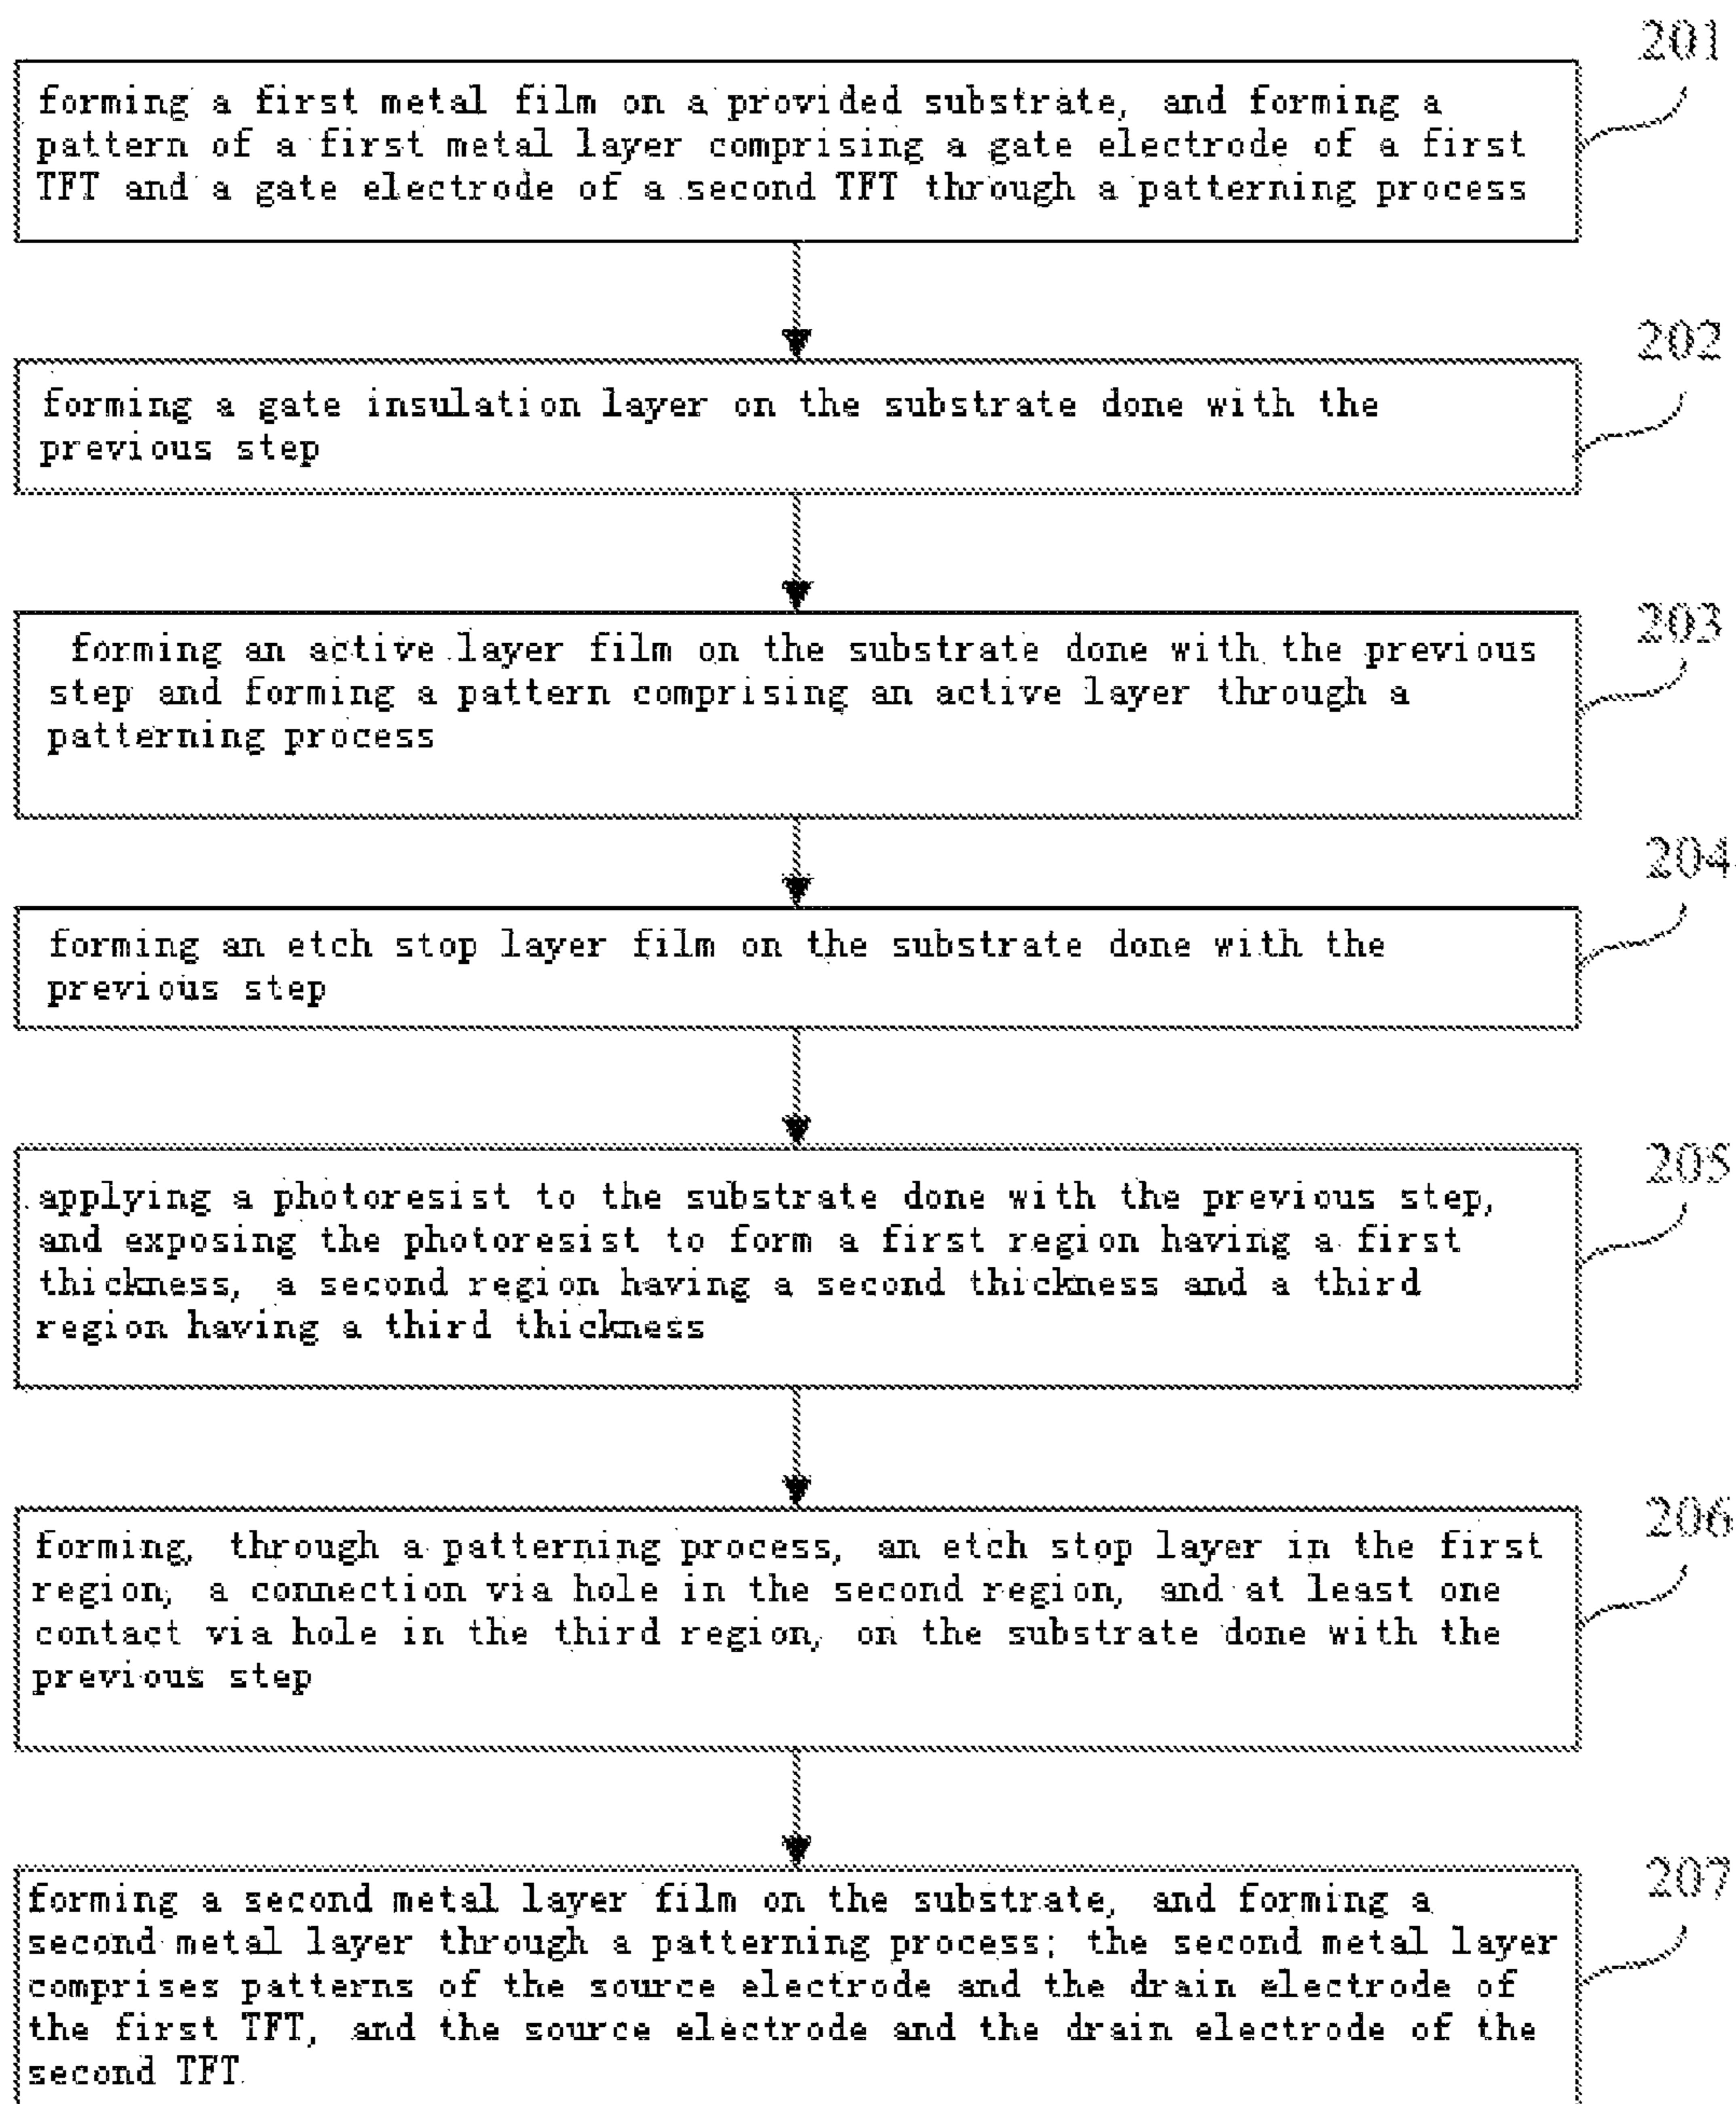 201
forming a first metal film on a provided substrate, and forming a
pattern of a first metal layer comprising a gate electrode of a first
TFT and a gate electrode of a second TFT through a patterning process
202
forming a gate insulation layer on the substrate done with the
previous step
203
forming an active layer film on the substrate done with the previous
step and forming a pattern comprising an active layer through a
patterning process
204
forming an etch stop layer film on the substrate done with the
previous step
205
applying a photoresist to the substrate done with the previous step,
and exposing the photoresist to form a first region having a first
thickness, a second region having a second thickness and a third
region having a third thickness
206
forming, through a patterning process, an etch stop layer in the first
region, a connection via hole in the second region, and at least one
contact via hole in the third region, on the substrate done with the
previous step
207
forming a second metal layer film on the substrate, and forming a
second metal layer through a patterning process; the second metal layer
comprises patterns of the source electrode and the drain electrode of
the first TFT, and the source electrode and the drain electrode of the
second TFT